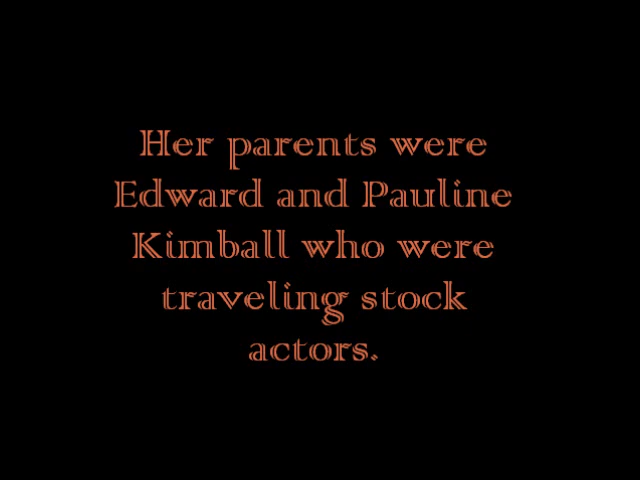 Her parents were
Edward and Pauline
Kimball who were
traveling stock
actors.